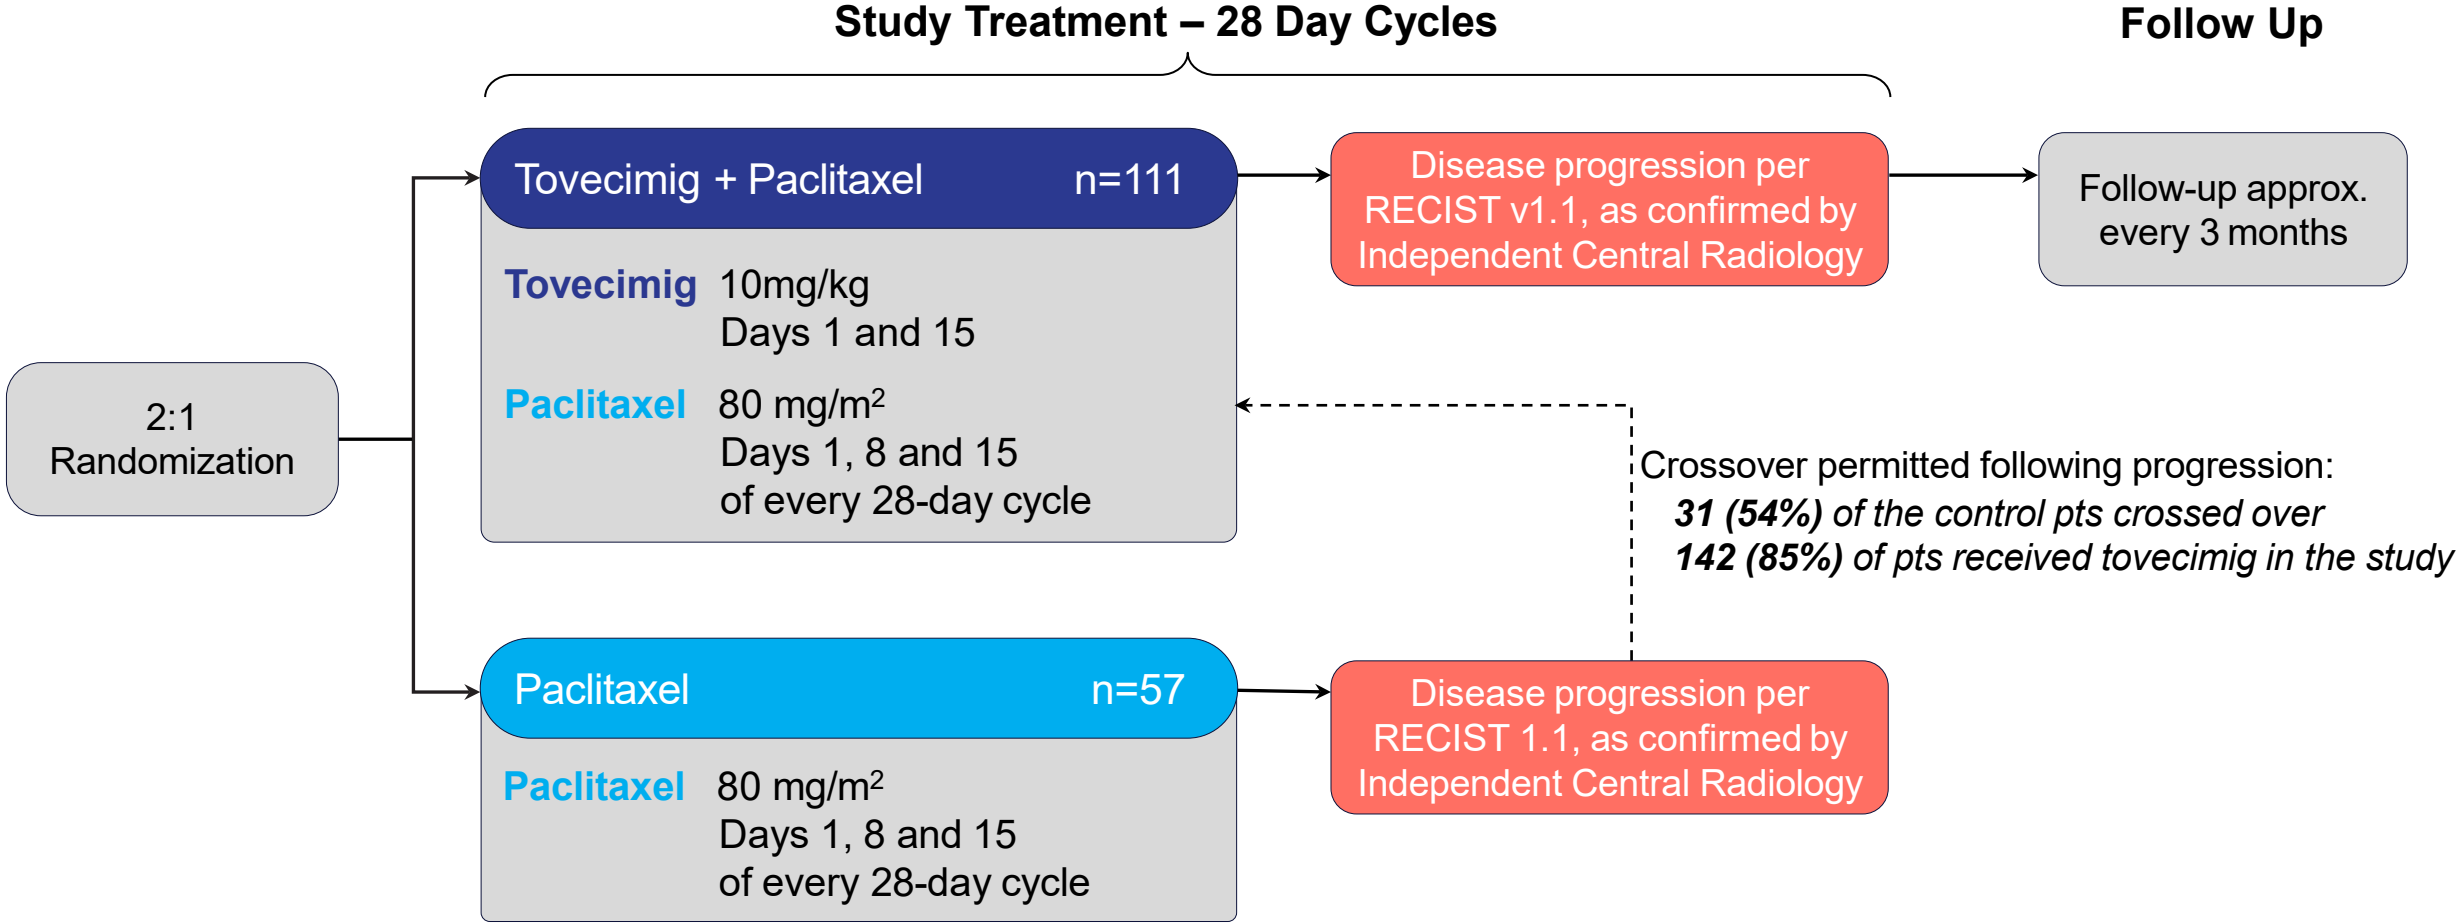 Study Treatment – 28 Day Cycles
Follow Up
2:1
Randomization
Tovecimig + Paclitaxel n=111
Tovecimig 10mg/kg
Days 1 and 15
Paclitaxel 80 mg/m²
Days 1, 8 and 15
of every 28-day cycle
Disease progression per
RECIST v1.1, as confirmed by
Independent Central Radiology
Follow-up approx.
every 3 months
Crossover permitted following progression:
31 (54%) of the control pts crossed over
142 (85%) of pts received tovecimig in the study
Paclitaxel n=57
Paclitaxel 80 mg/m²
Days 1, 8 and 15
of every 28-day cycle
Disease progression per
RECIST 1.1, as confirmed by
Independent Central Radiology